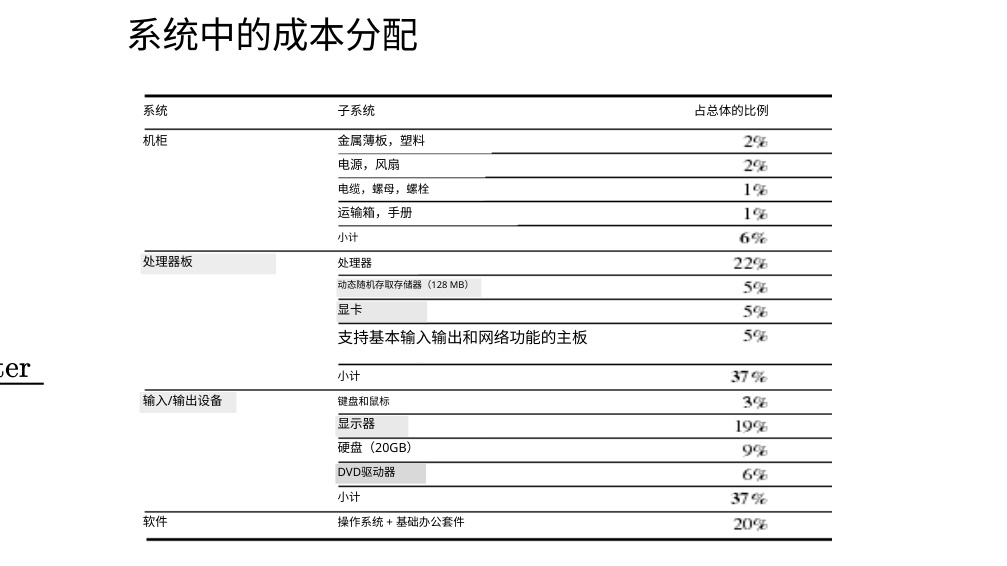 系统中的成本分配
系统 子系统 占总体的比例
机柜 金属薄板，塑料 2%
电源，风扇 2%
电缆，螺母，螺栓 1%
运输箱，手册 1%
小计 6%
处理器板 处理器 22%
动态随机存取存储器（128 MB） 5%
显卡 5%
支持基本输入输出和网络功能的主板 5%
ter
小计 37%
输入/输出设备 键盘和鼠标 3%
显示器 19%
硬盘（20GB） 9%
DVD驱动器 6%
小计 37%
软件 操作系统 + 基础办公套件 20%